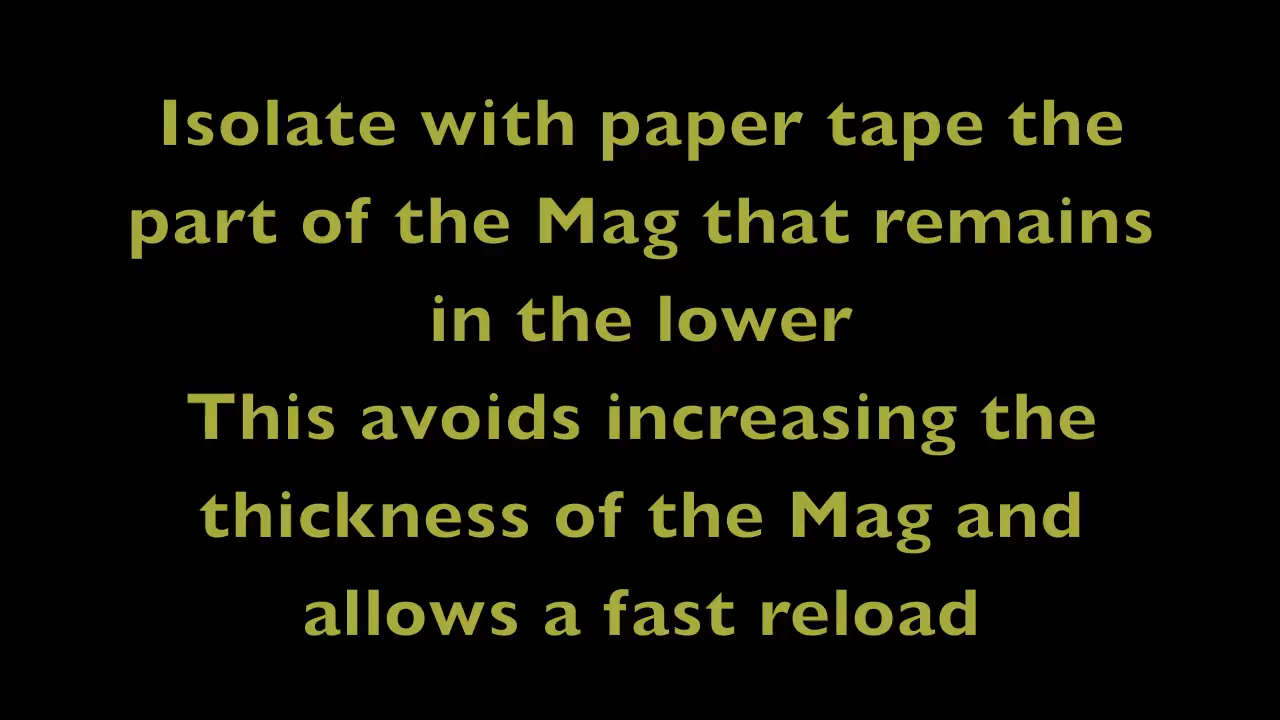 Isolate with paper tape the
part of the Mag that remains
in the lower
This avoids increasing the
thickness of the Mag and
allows a fast reload